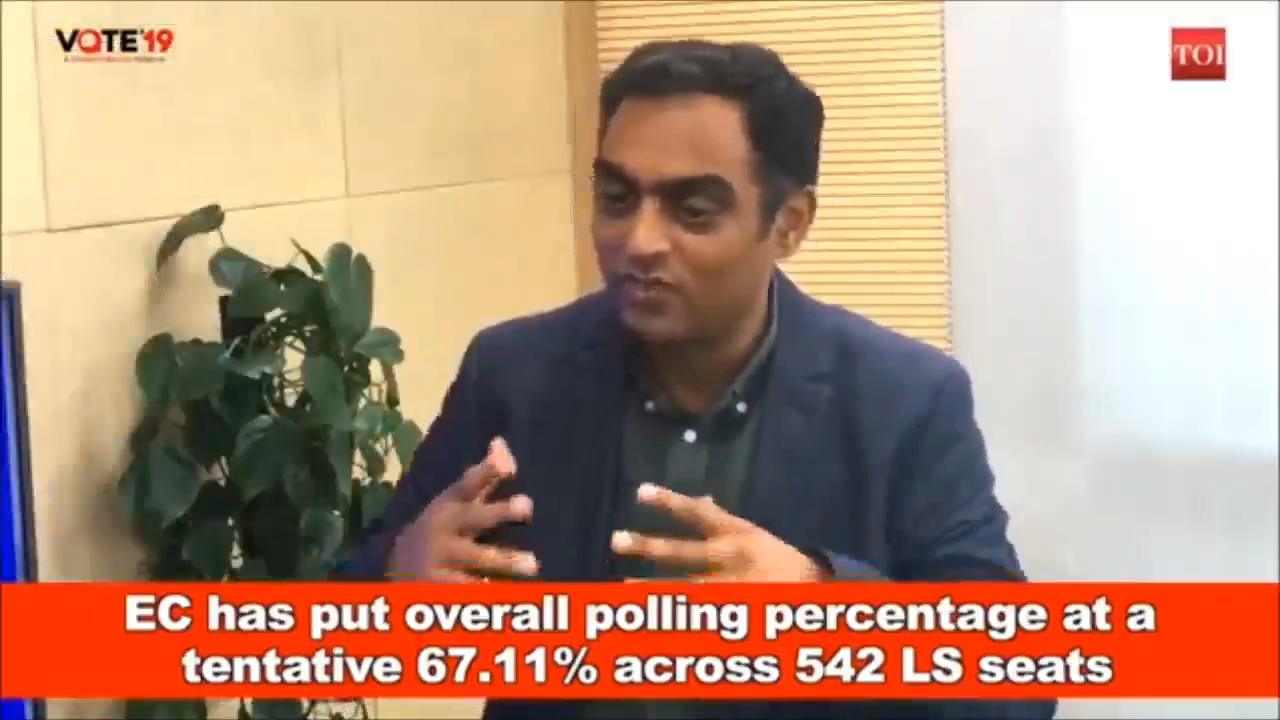 VOTE'19
TOI
EC has put overall polling percentage at a
tentative 67.11% across 542 LS seats